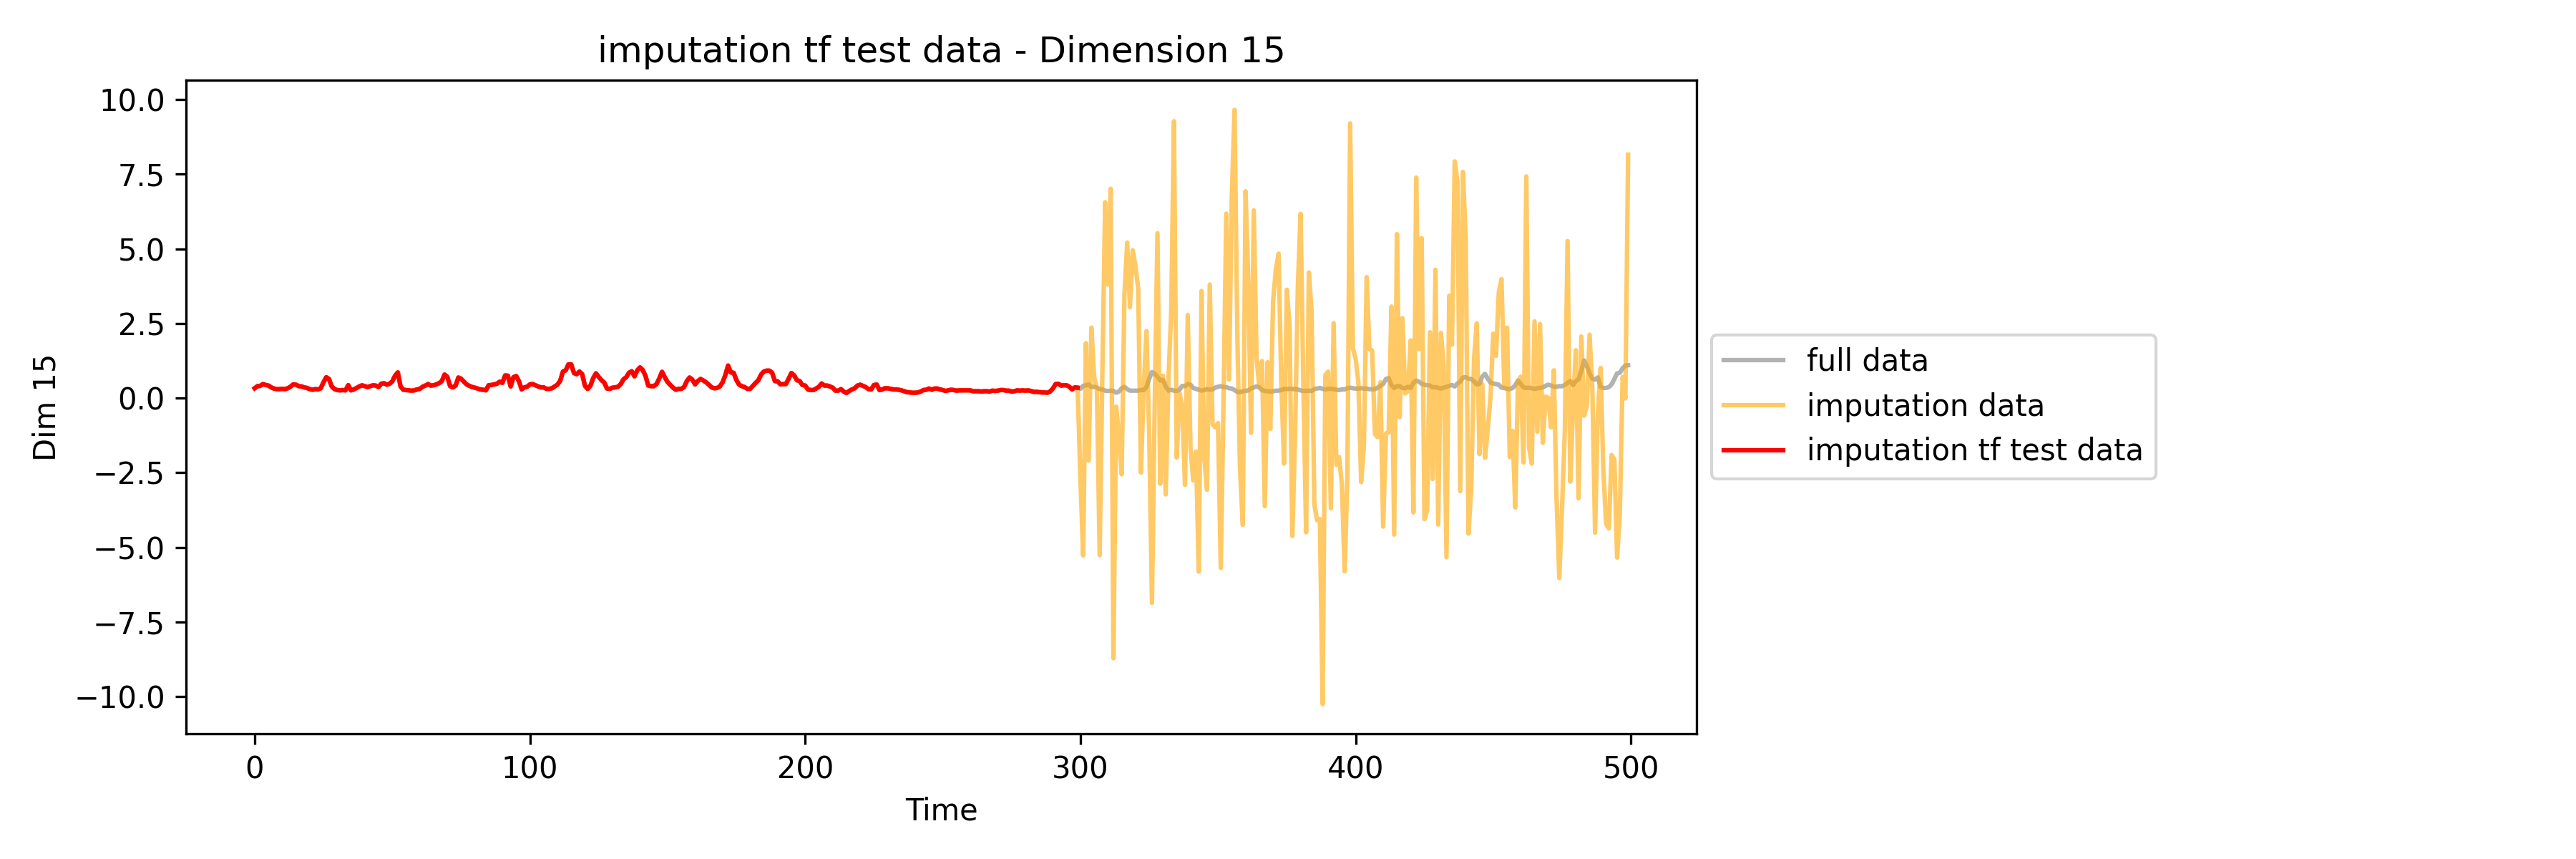 imputation tf test data - Dimension 15
10.0
7.5
5.0
2.5
0.0
−2.5
−5.0
−7.5
−10.0
Dim 15
0 100 200 300 400 500
Time
full data
imputation data
imputation tf test data